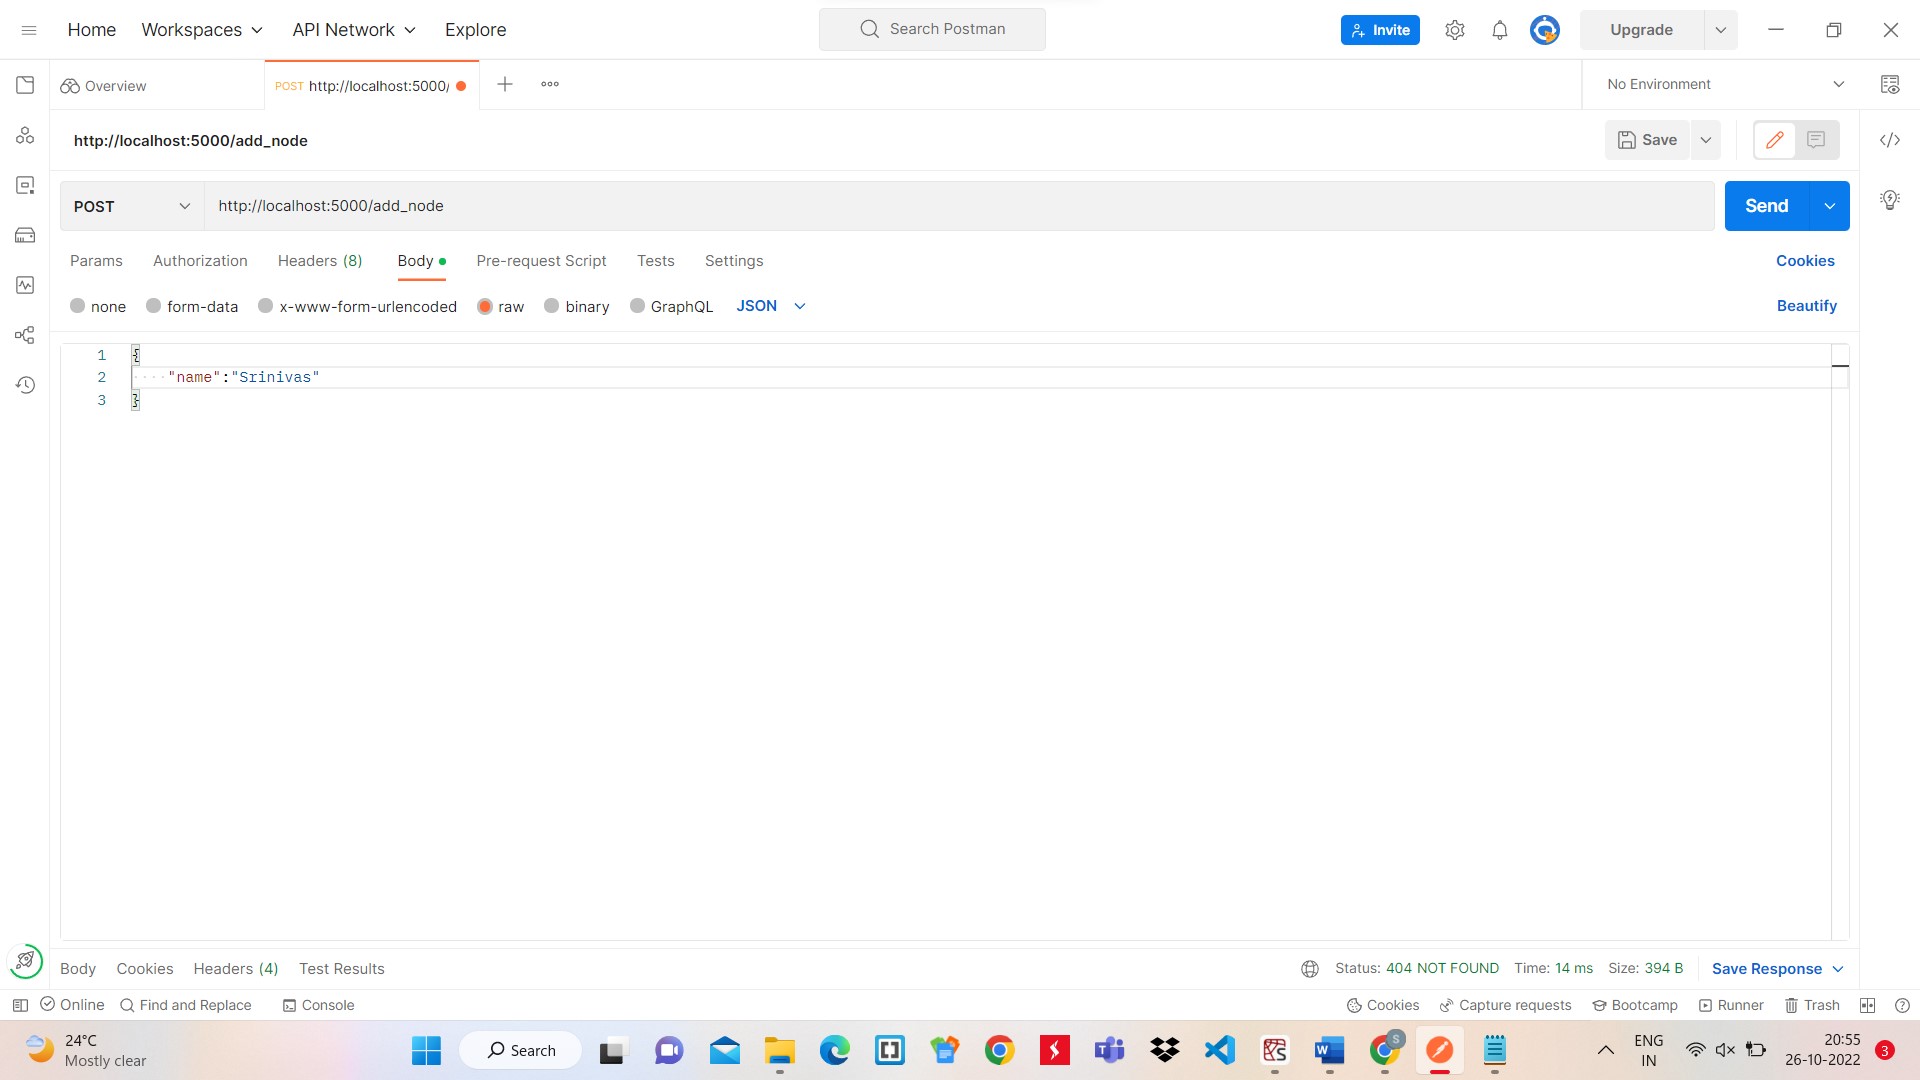 Home Workspaces API Network Explore Search Postman Invite Upgrade
Overview POST http://localhost:5000/ No Environment
http://localhost:5000/add_node Save
POST http://localhost:5000/add_node Send
Params Authorization Headers (8) Body Pre-request Script Tests Settings Cookies
none form-data x-www-form-urlencoded raw binary GraphQL JSON Beautify
1 {
2 "name":"Srinivas"
3 }
Body Cookies Headers (4) Test Results Status: 404 NOT FOUND Time: 14 ms Size: 394 B Save Response
Online Find and Replace Console Cookies Capture requests Bootcamp Runner Trash
24°C
Mostly clear
Search
S
ENG
IN
20:55
26-10-2022
3